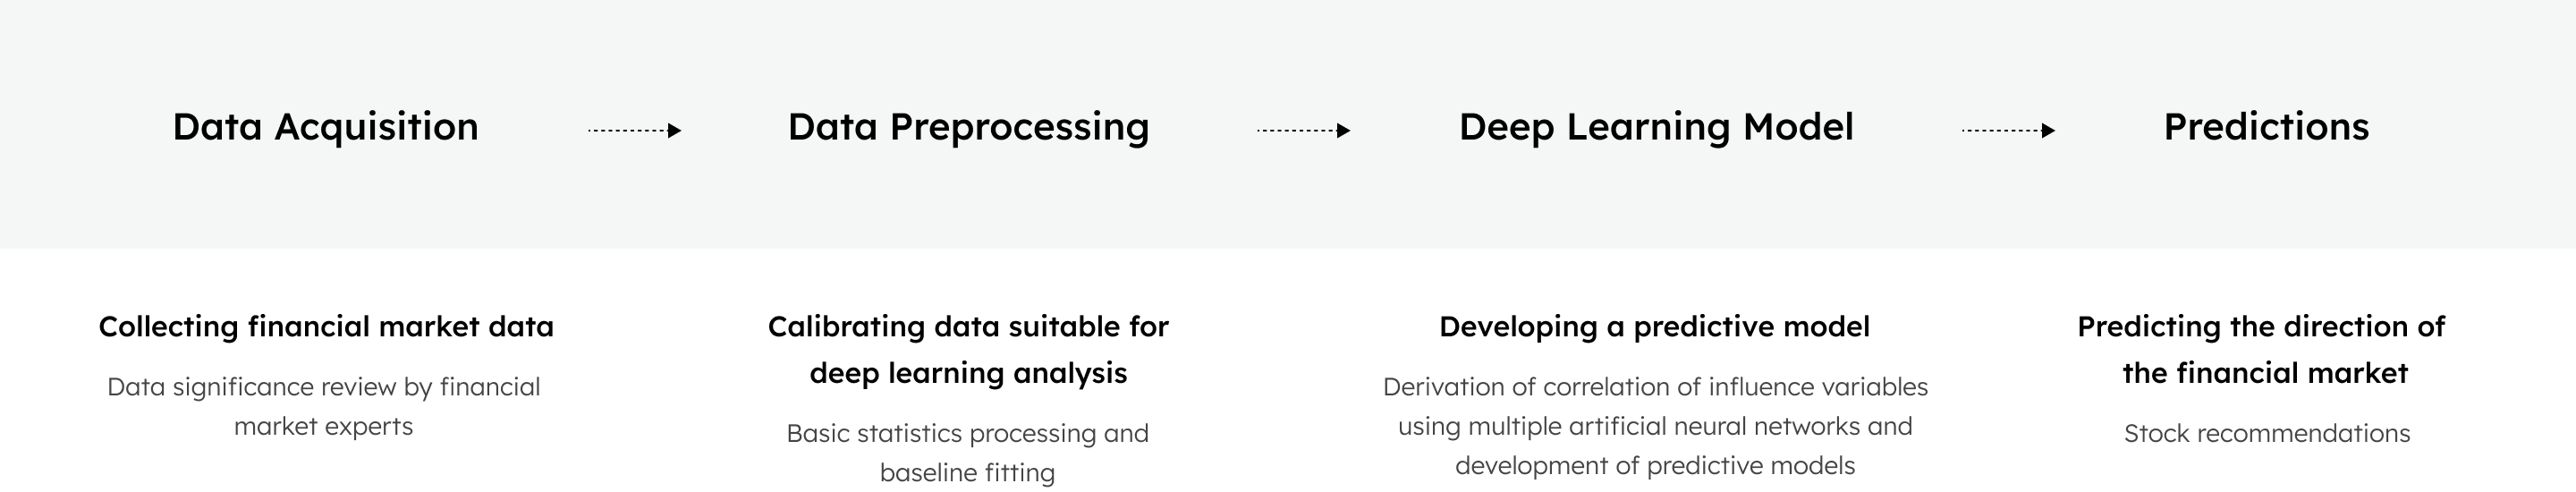 Data Acquisition
Data Preprocessing
Deep Learning Model
Predictions
Collecting financial market data
Data significance review by financial
market experts
Calibrating data suitable for
deep learning analysis
Basic statistics processing and
baseline fitting
Developing a predictive model
Derivation of correlation of influence variables
using multiple artificial neural networks and
development of predictive models
Predicting the direction of
the financial market
Stock recommendations